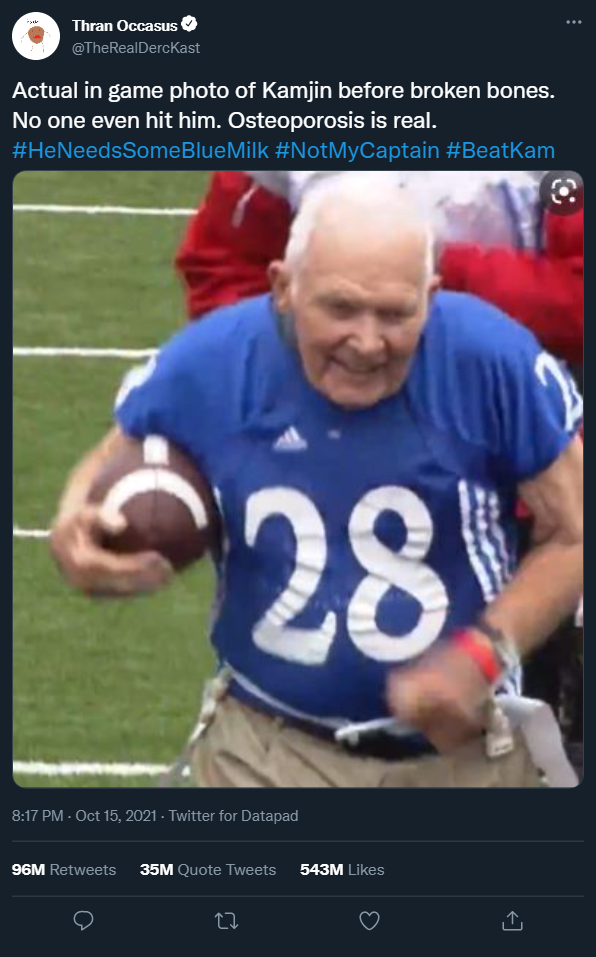 Thran Occasus
@TheRealDercKast
Actual in game photo of Kamjin before broken bones.
No one even hit him. Osteoporosis is real.
#HeNeedsSomeBlueMilk #NotMyCaptain #BeatKam
28
8:17 PM · Oct 15, 2021 · Twitter for Datapad
96M Retweets 35M Quote Tweets 543M Likes